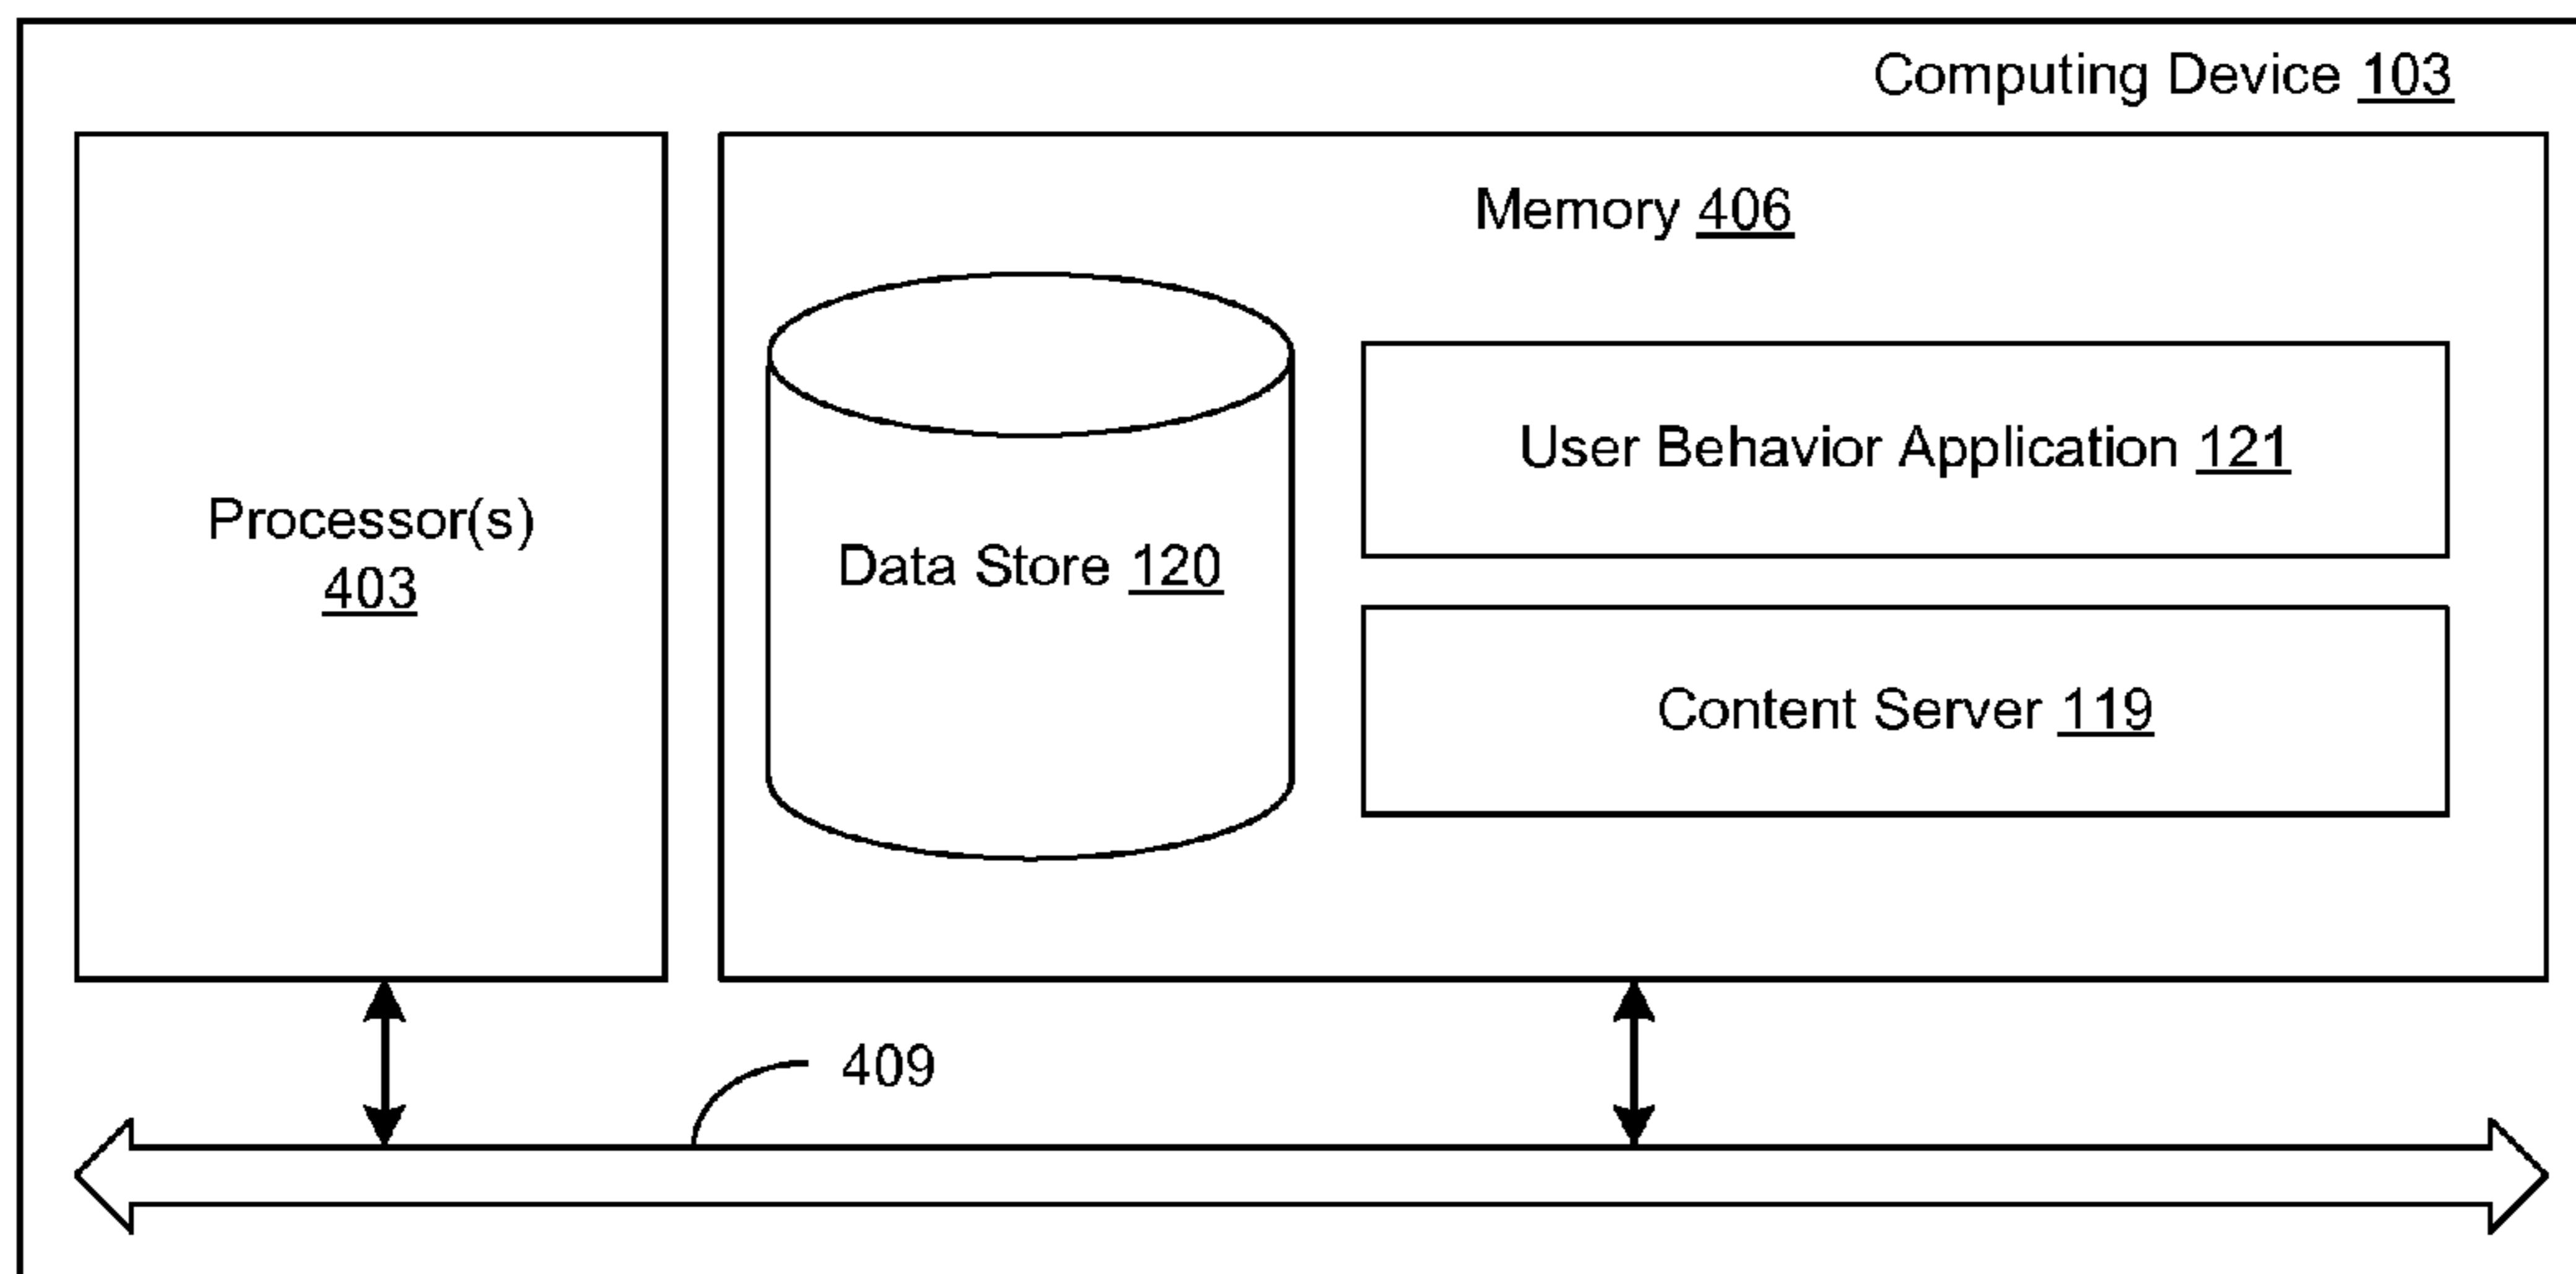 Computing Device 103
Memory 406
Processor(s)
403
Data Store 120
User Behavior Application 121
Content Server 119
409